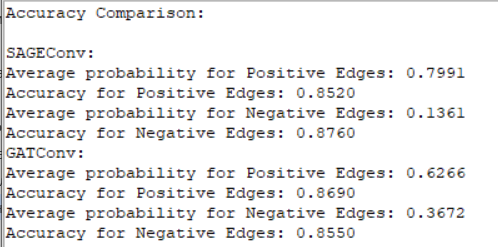 Accuracy Comparison:
SAGEConv:
Average probability for Positive Edges: 0.7991
Accuracy for Positive Edges: 0.8520
Average probability for Negative Edges: 0.1361
Accuracy for Negative Edges: 0.8760
GATConv:
Average probability for Positive Edges: 0.6266
Accuracy for Positive Edges: 0.8690
Average probability for Negative Edges: 0.3672
Accuracy for Negative Edges: 0.8550